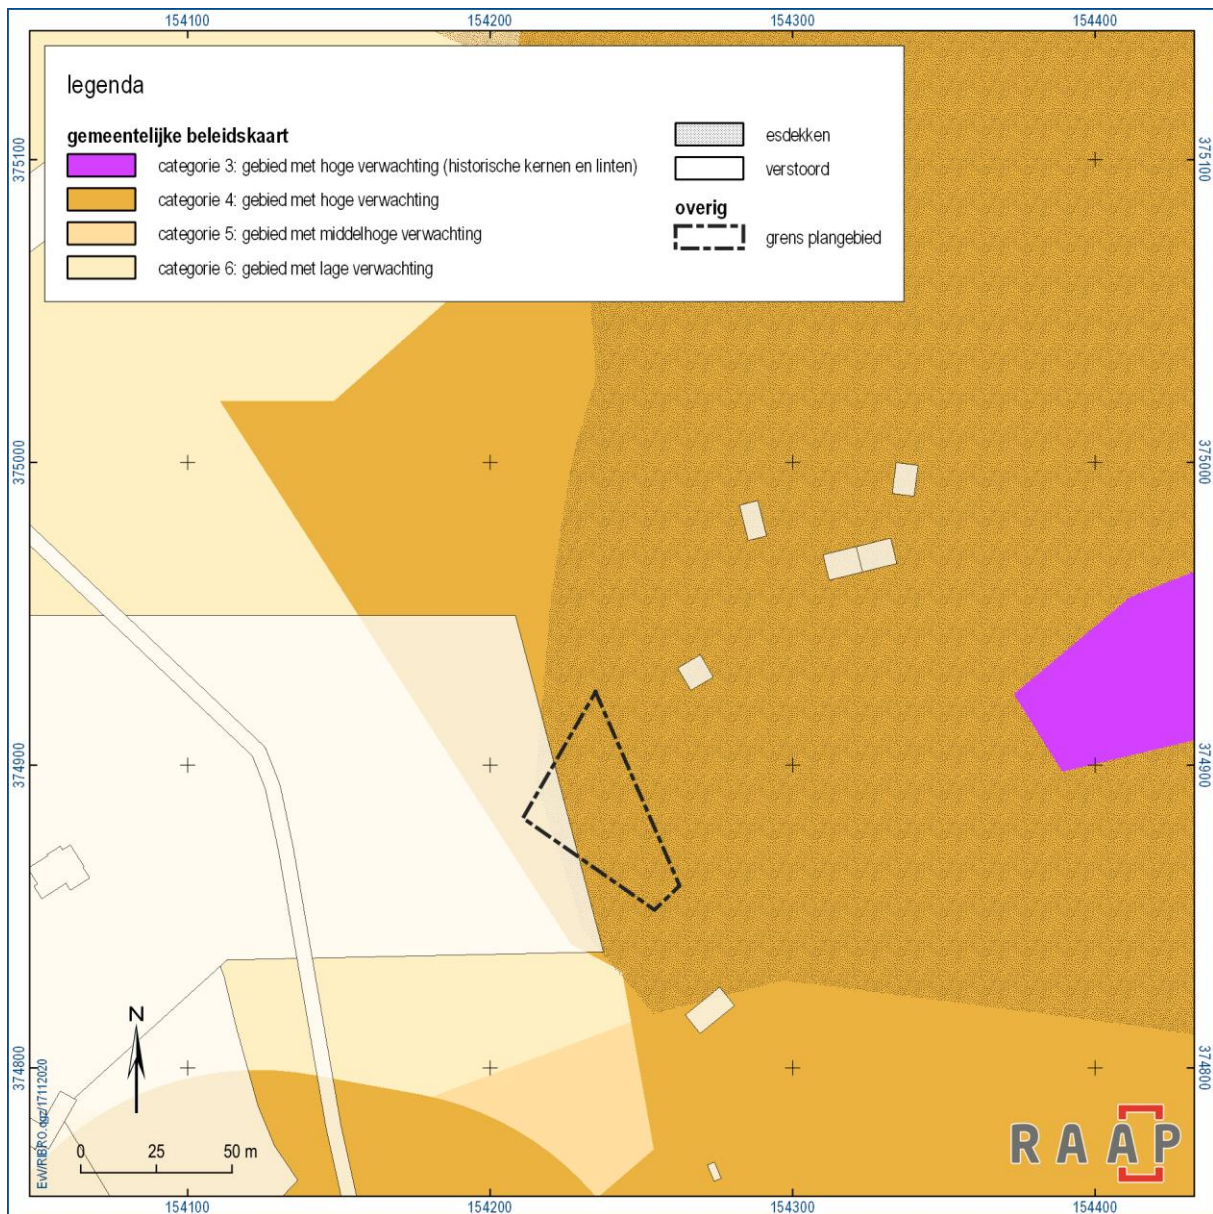 154100 154200 154300 154400
legenda
gemeentelijke beleidskaart
categorie 3: gebied met hoge verwachting (historische kernen en linten)
categorie 4: gebied met hoge verwachting
categorie 5: gebied met middelhoge verwachting
categorie 6: gebied met lage verwachting
esdekken
verstoord
overig
grens plangebied
375100
375100
375000
375000
374900
374900
374800
374800
N
0 25 50 m
RAAP
154100 154200 154300 154400